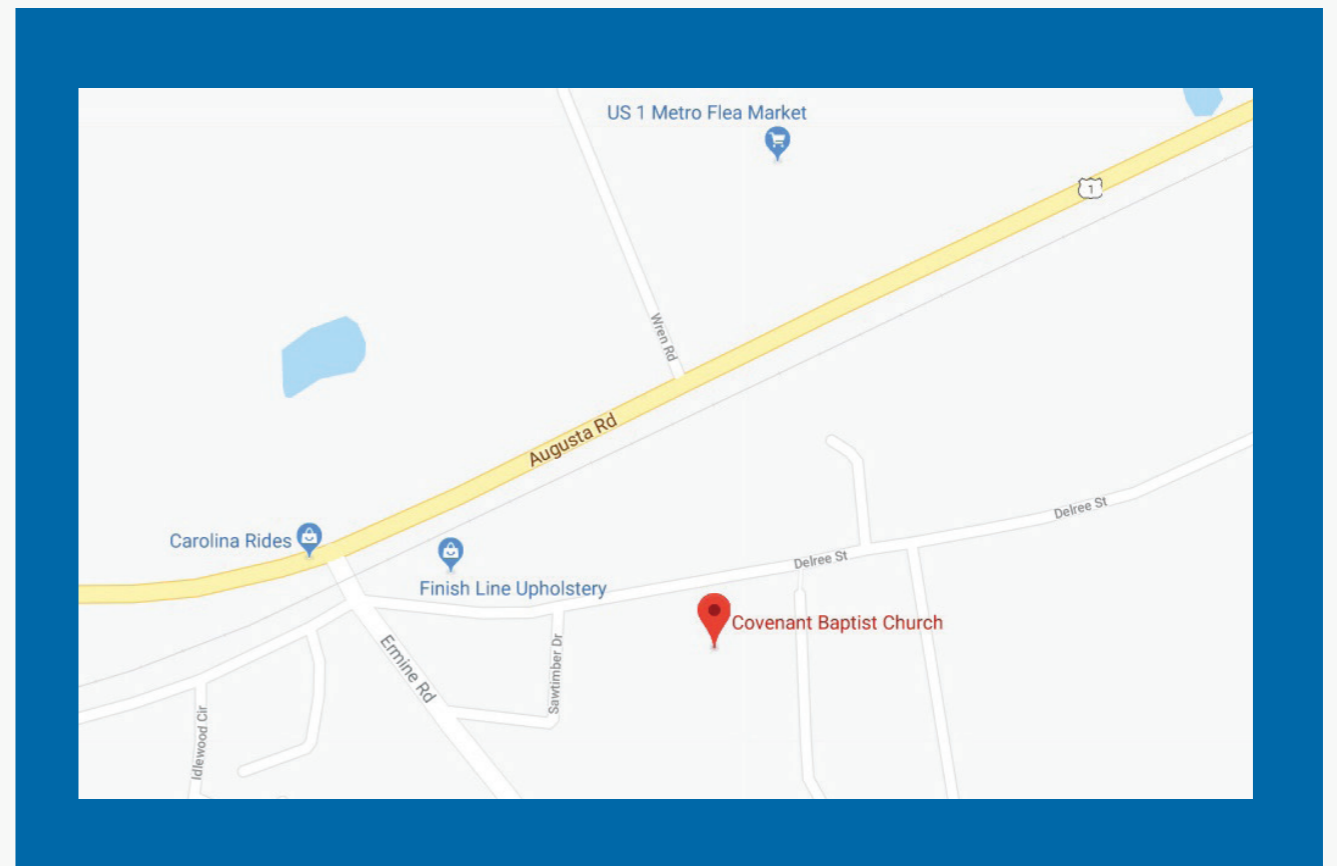 US 1 Metro Flea Market
1
Wren Rd
Augusta Rd
Delree St
Carolina Rides
Delree St
Finish Line Upholstery
Covenant Baptist Church
Ermine Rd
Sawtimber Dr
Idlewood Cir